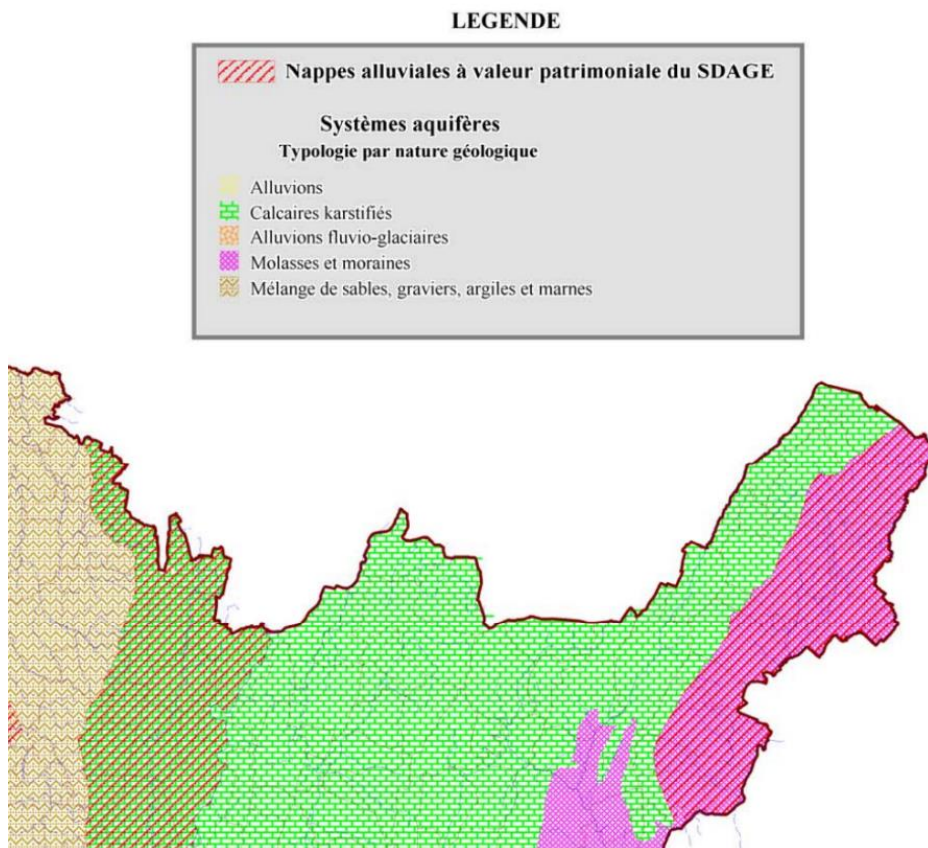 LEGENDE
Nappes alluviales à valeur patrimoniale du SDAGE
Systèmes aquifères
Typologie par nature géologique
Alluvions
Calcaires karstifiés
Alluvions fluvio-glaciaires
Molasses et moraines
Mélange de sables, graviers, argiles et marnes